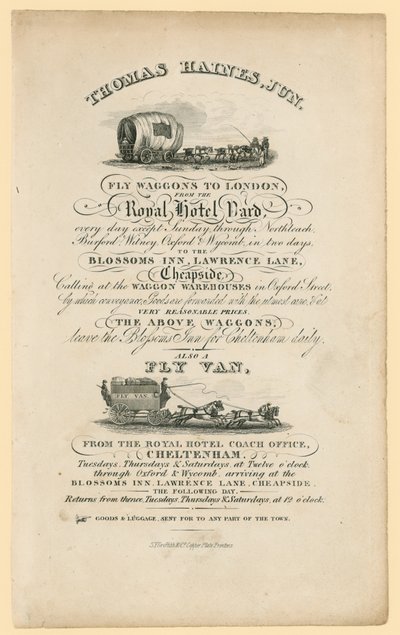 THOMAS HAINES, JUN.
FLY WAGGONS TO LONDON,
FROM THE
Royal Hotel Yard,
every day except Sunday, through Northleach,
Burford, Witney, Oxford & Wycomb, in two days,
TO THE
BLOSSOMS INN, LAWRENCE LANE,
Cheapside,
Calling at the WAGGON WAREHOUSES in Oxford Street,
by which conveyance, Goods are forwarded with the utmost care, & at
VERY REASONABLE PRICES.
THE ABOVE WAGGONS,
leave the Blossoms Inn for Cheltenham daily.
ALSO A
FLY VAN,
FLY VAN
FROM THE ROYAL HOTEL COACH OFFICE,
CHELTENHAM.
Tuesdays, Thursdays & Saturdays, at Twelve o'clock,
through Oxford & Wycomb, arriving at the
BLOSSOMS INN, LAWRENCE LANE, CHEAPSIDE,
THE FOLLOWING DAY.
Returns from thence, Tuesdays, Thursdays & Saturdays, at 12 o'clock.
GOODS & LUGGAGE, SENT FOR TO ANY PART OF THE TOWN.
Copper Plate Printers